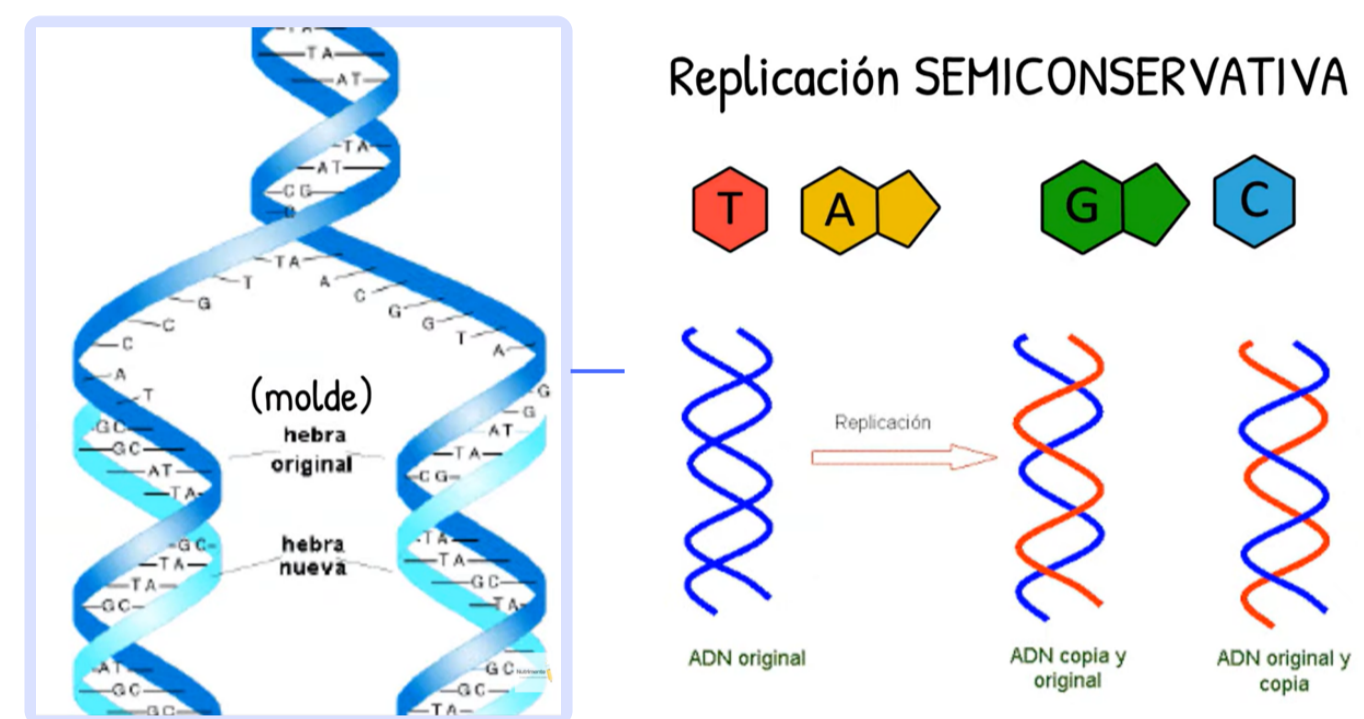 T A
T A
A T
T A
A T
C G
C
T A
T
G
C
C
A
T
A
C
G
G
T
A
G
G
(molde)
hebra
original
hebra
nueva
G C
G C
A T
T A
G C
T A
T A
G C
A T
G C
G C
A T
T A
C G
T A
T A
G C
T A
G C
G C
T A
Replicación SEMICONSERVATIVA
T A G C
Replicación
ADN original
ADN copia y
original
ADN original y
copia